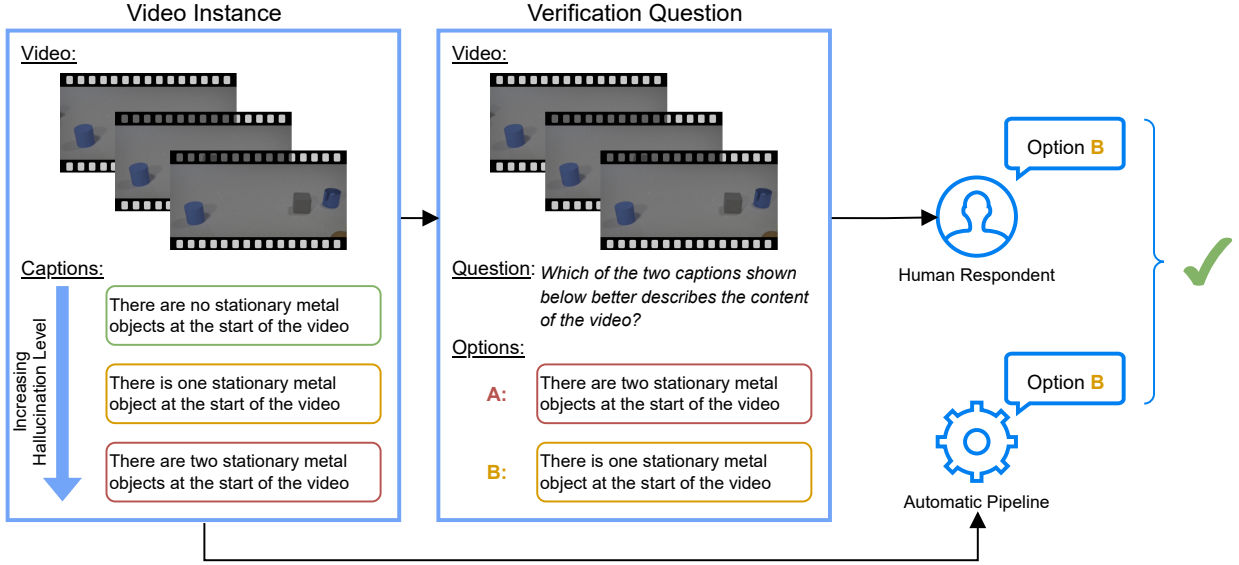 Video Instance
Video:
Captions:
Increasing
Hallucination Level
There are no stationary metal
objects at the start of the video
There is one stationary metal
object at the start of the video
There are two stationary metal
objects at the start of the video
Verification Question
Video:
Question: Which of the two captions shown
below better describes the content
of the video?
Options:
A: There are two stationary metal
objects at the start of the video
B: There is one stationary metal
object at the start of the video
Option B
Human Respondent
Option B
Automatic Pipeline